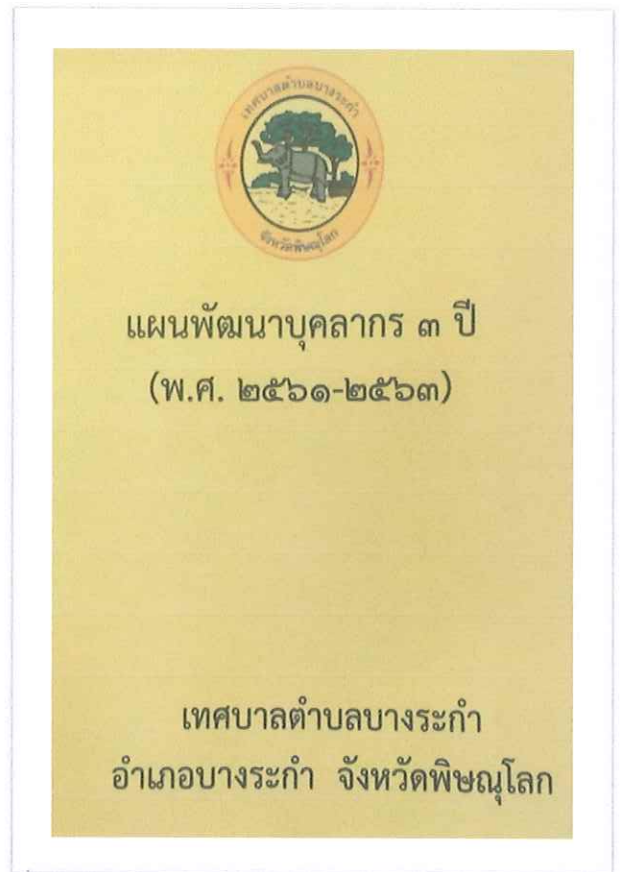 เทศบาลตำบลบางระกำ
จังหวัดพิษณุโลก
แผนพัฒนาบุคลากร ๓ ปี
(พ.ศ. ๒๕๖๑-๒๕๖๓)
เทศบาลตำบลบางระกำ
อำเภอบางระกำ จังหวัดพิษณุโลก